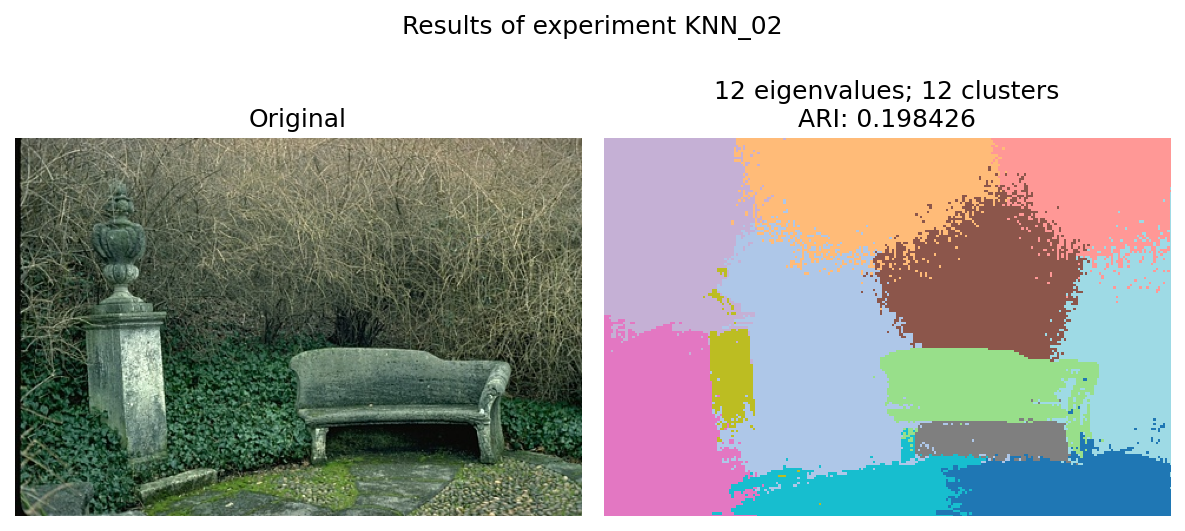 Results of experiment KNN_02
Original
12 eigenvalues; 12 clusters
ARI: 0.198426